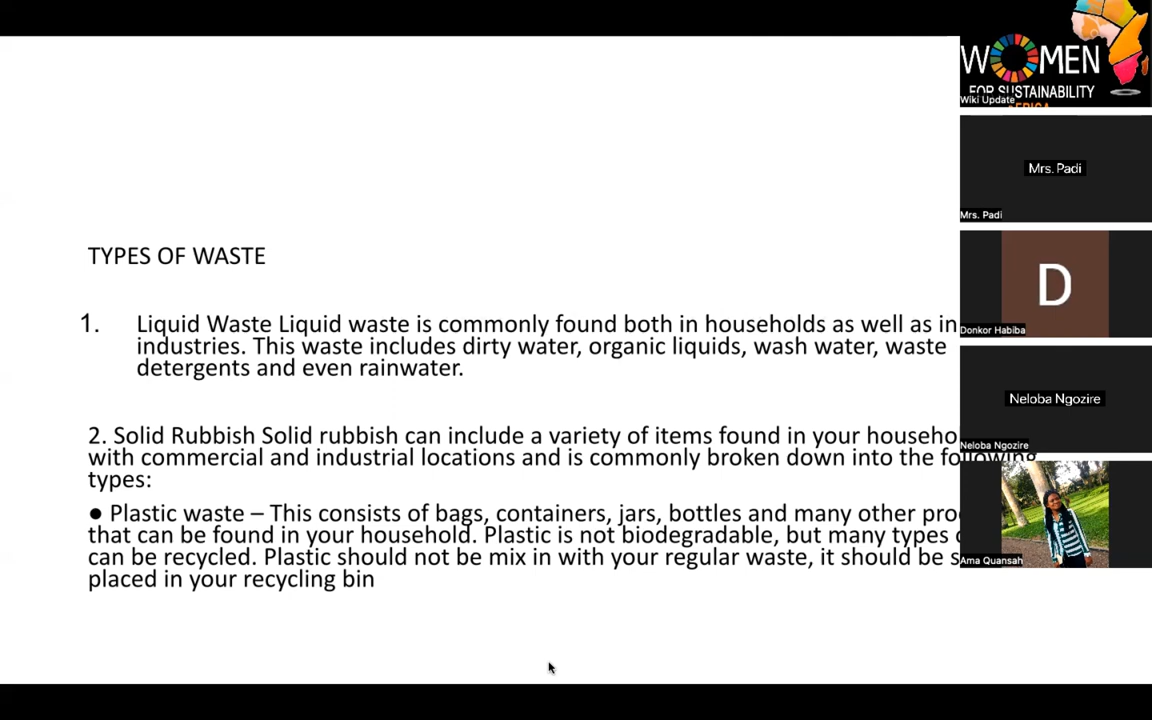 TYPES OF WASTE
1. Liquid Waste Liquid waste is commonly found both in households as well as in
industries. This waste includes dirty water, organic liquids, wash water, waste
detergents and even rainwater.
2. Solid Rubbish Solid rubbish can include a variety of items found in your househo
with commercial and industrial locations and is commonly broken down into the following
types:
● Plastic waste – This consists of bags, containers, jars, bottles and many other pro
that can be found in your household. Plastic is not biodegradable, but many types
can be recycled. Plastic should not be mix in with your regular waste, it should be s
placed in your recycling bin
WOMEN
FOR SUSTAINABILITY
AFRICA
Wiki Update
Mrs. Padi
Mrs. Padi
D
Donkor Habiba
Neloba Ngozire
Neloba Ngozire
Ama Quansah